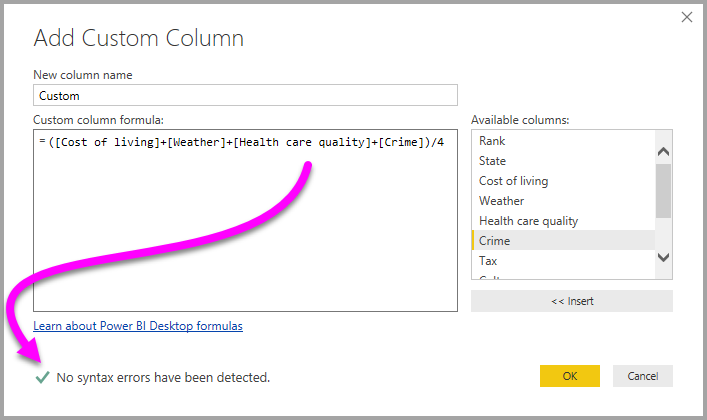 Add Custom Column
New column name
Custom
Custom column formula:
Available columns:
=([Cost of living]+[Weather]+[Health care quality]+[Crime])/4
Rank
State
Cost of living
Weather
Health care quality
Crime
Tax
<< Insert
Learn about Power BI Desktop formulas
No syntax errors have been detected.
OK
Cancel